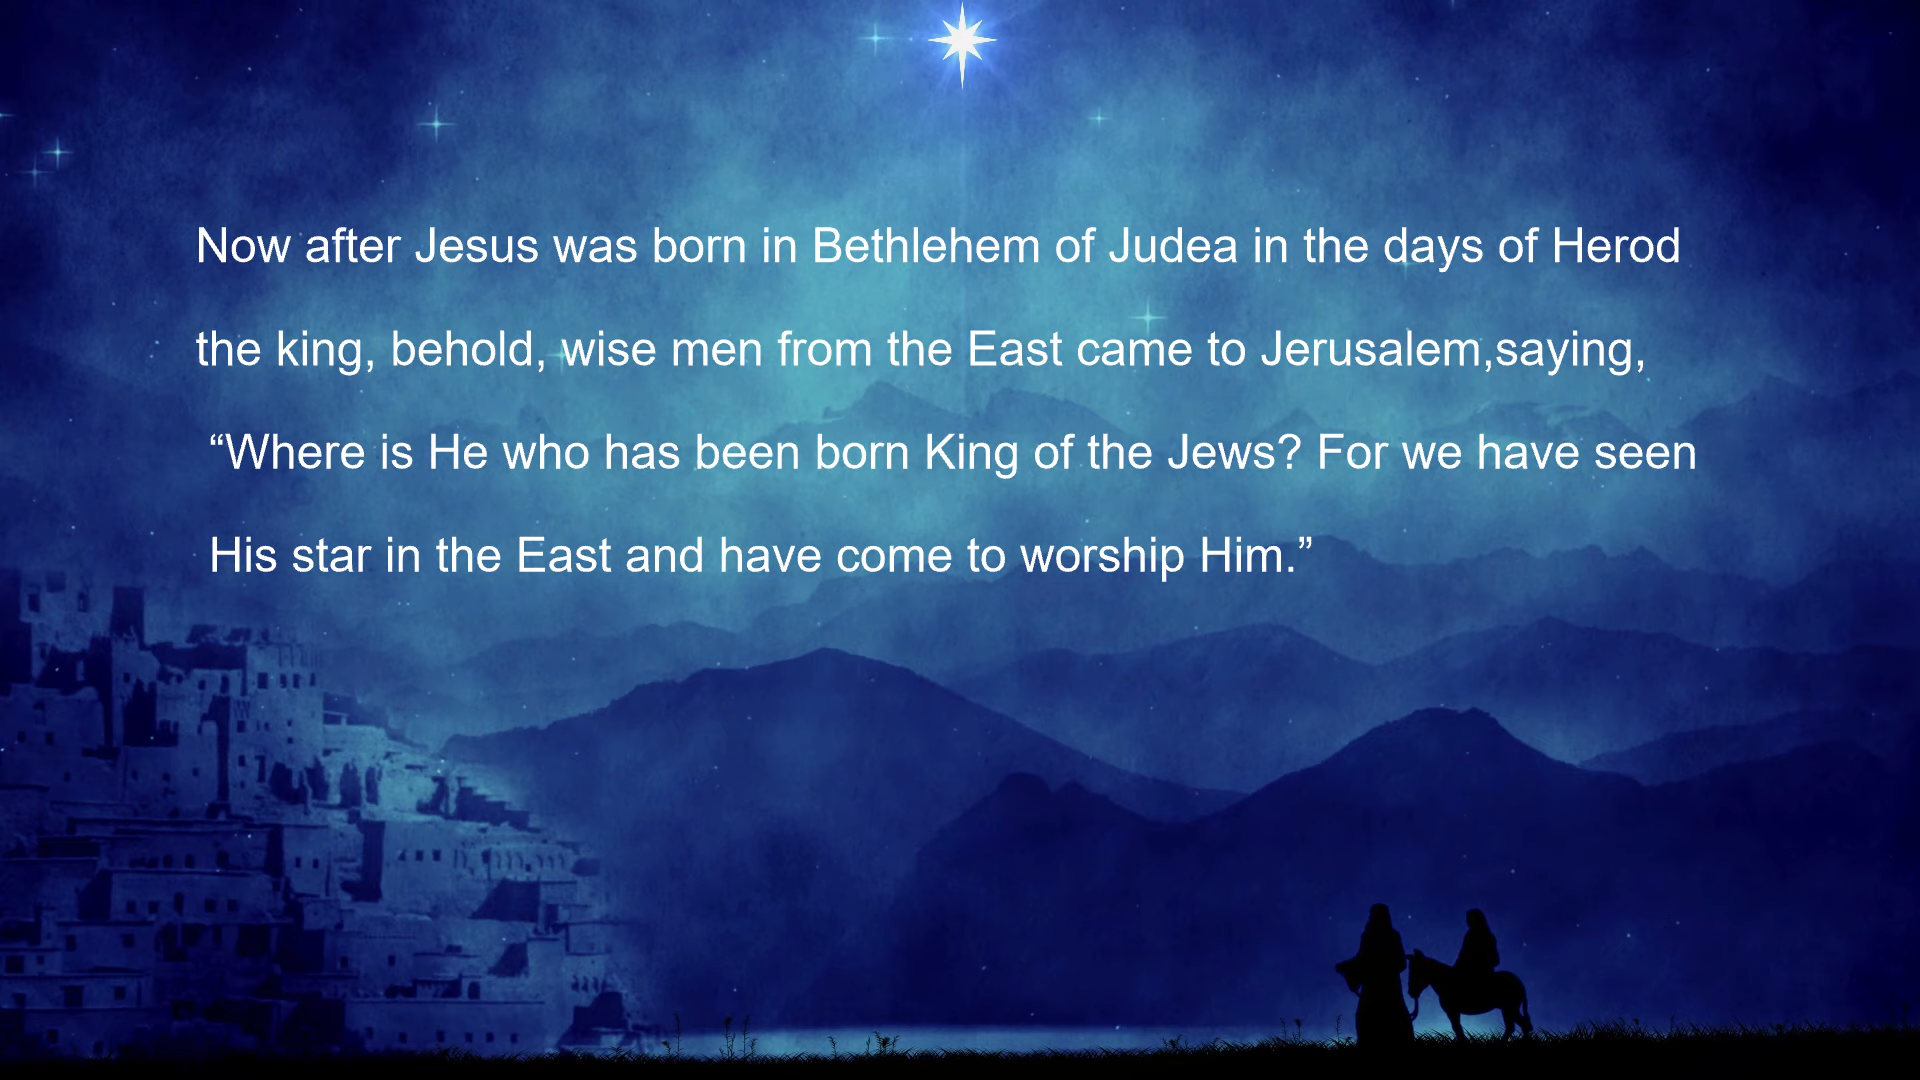 Now after Jesus was born in Bethlehem of Judea in the days of Herod
the king, behold, wise men from the East came to Jerusalem,saying,
“Where is He who has been born King of the Jews? For we have seen
His star in the East and have come to worship Him.”